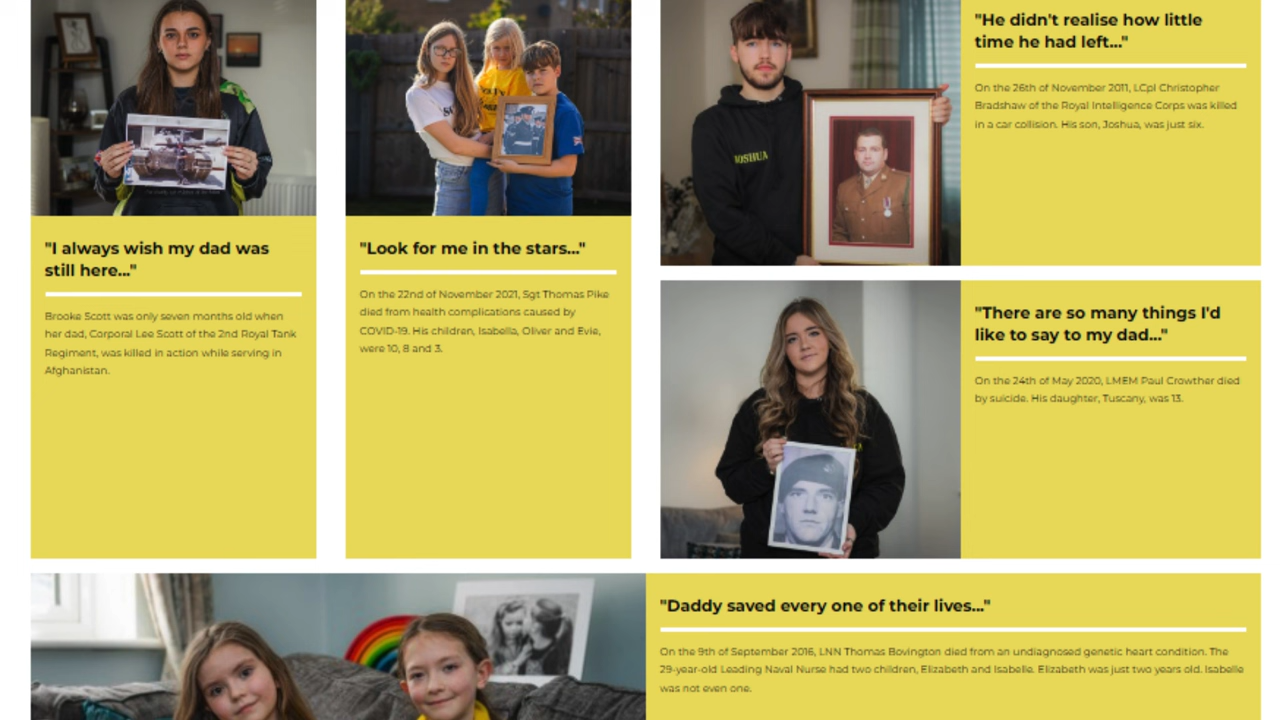 "I always wish my dad was
still here..."
Brooke Scott was only seven months old when
her dad, Corporal Lee Scott of the 2nd Royal Tank
Regiment, was killed in action while serving in
Afghanistan.
"Look for me in the stars..."
On the 22nd of November 2021, Sgt Thomas Pike
died from health complications caused by
COVID-19. His children, Isabella, Oliver and Evie,
were 10, 8 and 3.
JOSHUA
"He didn't realise how little
time he had left..."
On the 26th of November 2011, LCpl Christopher
Bradshaw of the Royal Intelligence Corps was killed
in a car collision. His son, Joshua, was just six.
"There are so many things I'd
like to say to my dad..."
On the 24th of May 2020, LMEM Paul Crowther died
by suicide. His daughter, Tuscany, was 13.
"Daddy saved every one of their lives..."
On the 9th of September 2016, LNN Thomas Bovington died from an undiagnosed genetic heart condition. The
29-year-old Leading Naval Nurse had two children, Elizabeth and Isabelle. Elizabeth was just two years old. Isabelle
was not even one.